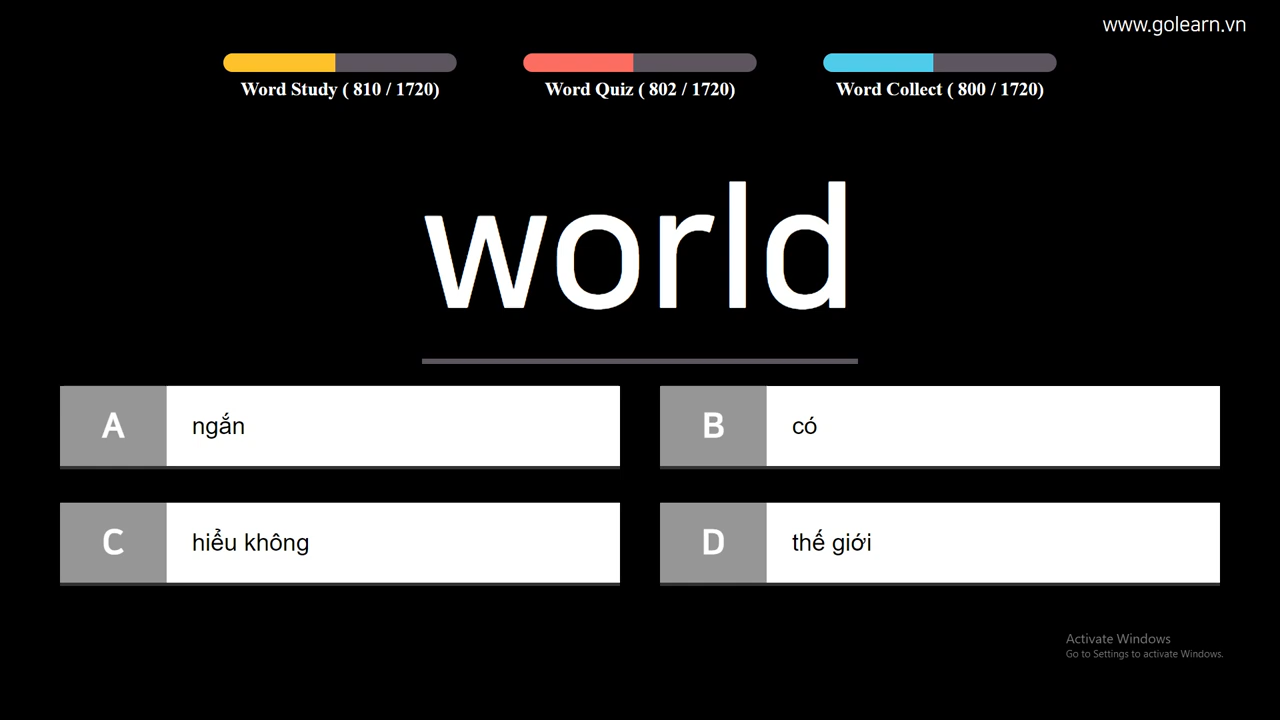 www.golearn.vn
Word Study ( 810 / 1720)
Word Quiz ( 802 / 1720)
Word Collect ( 800 / 1720)
world
A ngắn
B có
C hiểu không
D thế giới
Activate Windows
Go to Settings to activate Windows.